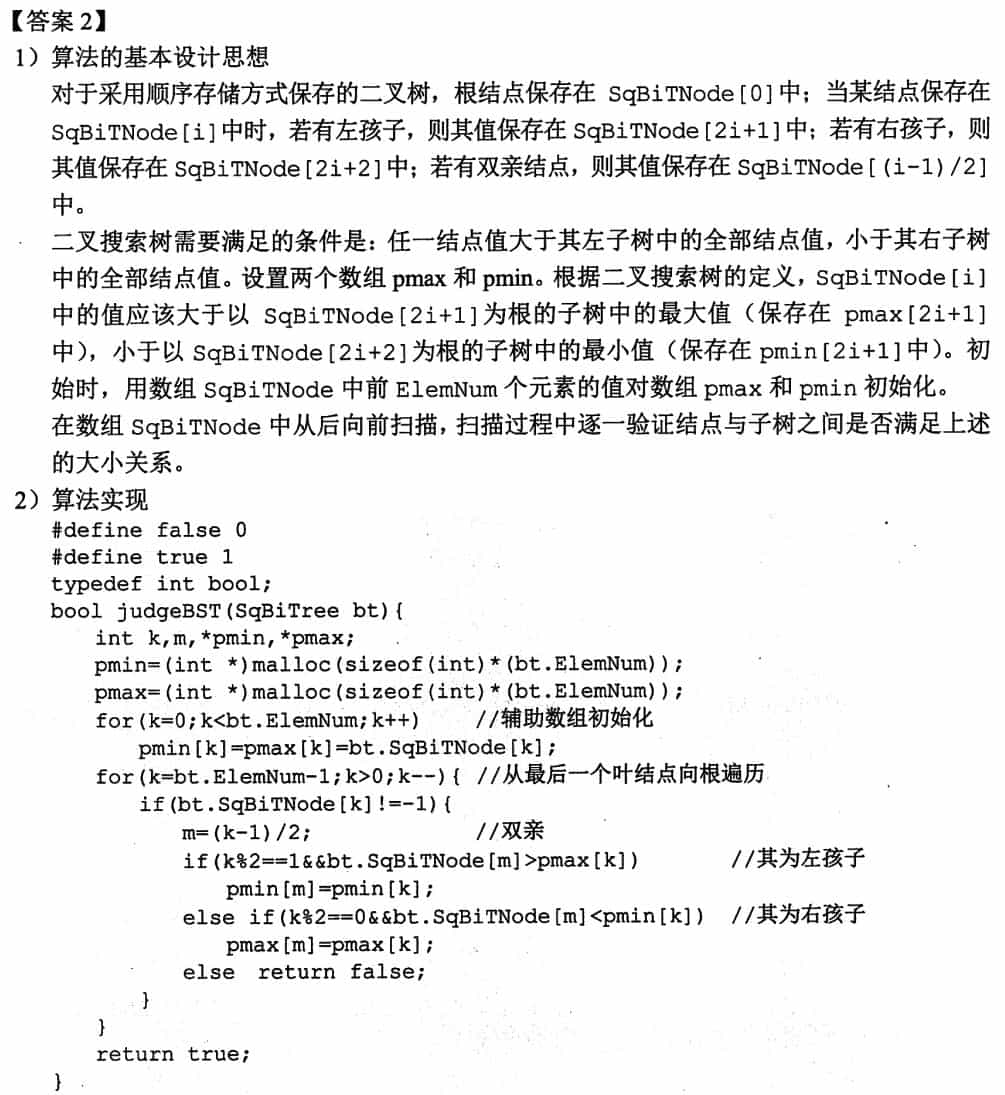 【答案2】
1）算法的基本设计思想
对于采用顺序存储方式保存的二叉树，根结点保存在 SqBiTNode[0]中；当某结点保存在
SqBiTNode[i]中时，若有左孩子，则其值保存在 SqBiTNode[2i+1]中；若有右孩子，则
其值保存在 SqBiTNode[2i+2]中；若有双亲结点，则其值保存在 SqBiTNode[(i-1)/2]
中。
二叉搜索树需要满足的条件是：任一结点值大于其左子树中的全部结点值，小于其右子树
中的全部结点值。设置两个数组 pmax 和 pmin。根据二叉搜索树的定义，SqBiTNode[i]
中的值应该大于以 SqBiTNode[2i+1]为根的子树中的最大值（保存在 pmax[2i+1]
中），小于以 SqBiTNode[2i+2]为根的子树中的最小值（保存在 pmin[2i+1]中）。初
始时，用数组 SqBiTNode 中前 ElemNum 个元素的值对数组 pmax 和 pmin 初始化。
在数组 SqBiTNode 中从后向前扫描，扫描过程中逐一验证结点与子树之间是否满足上述
的大小关系。
2）算法实现
#define false 0
#define true 1
typedef int bool;
bool judgeBST(SqBiTree bt){
int k,m,*pmin,*pmax;
pmin=(int *)malloc(sizeof(int)*(bt.ElemNum));
pmax=(int *)malloc(sizeof(int)*(bt.ElemNum));
for(k=0;k<bt.ElemNum;k++) //辅助数组初始化
pmin[k]=pmax[k]=bt.SqBiTNode[k];
for(k=bt.ElemNum-1;k>0;k--){ //从最后一个叶结点向根遍历
if(bt.SqBiTNode[k]!=-1){
m=(k-1)/2; //双亲
if(k%2==1&&bt.SqBiTNode[m]>pmax[k]) //其为左孩子
pmin[m]=pmin[k];
else if(k%2==0&&bt.SqBiTNode[m]<pmin[k]) //其为右孩子
pmax[m]=pmax[k];
else return false;
}
}
return true;
}